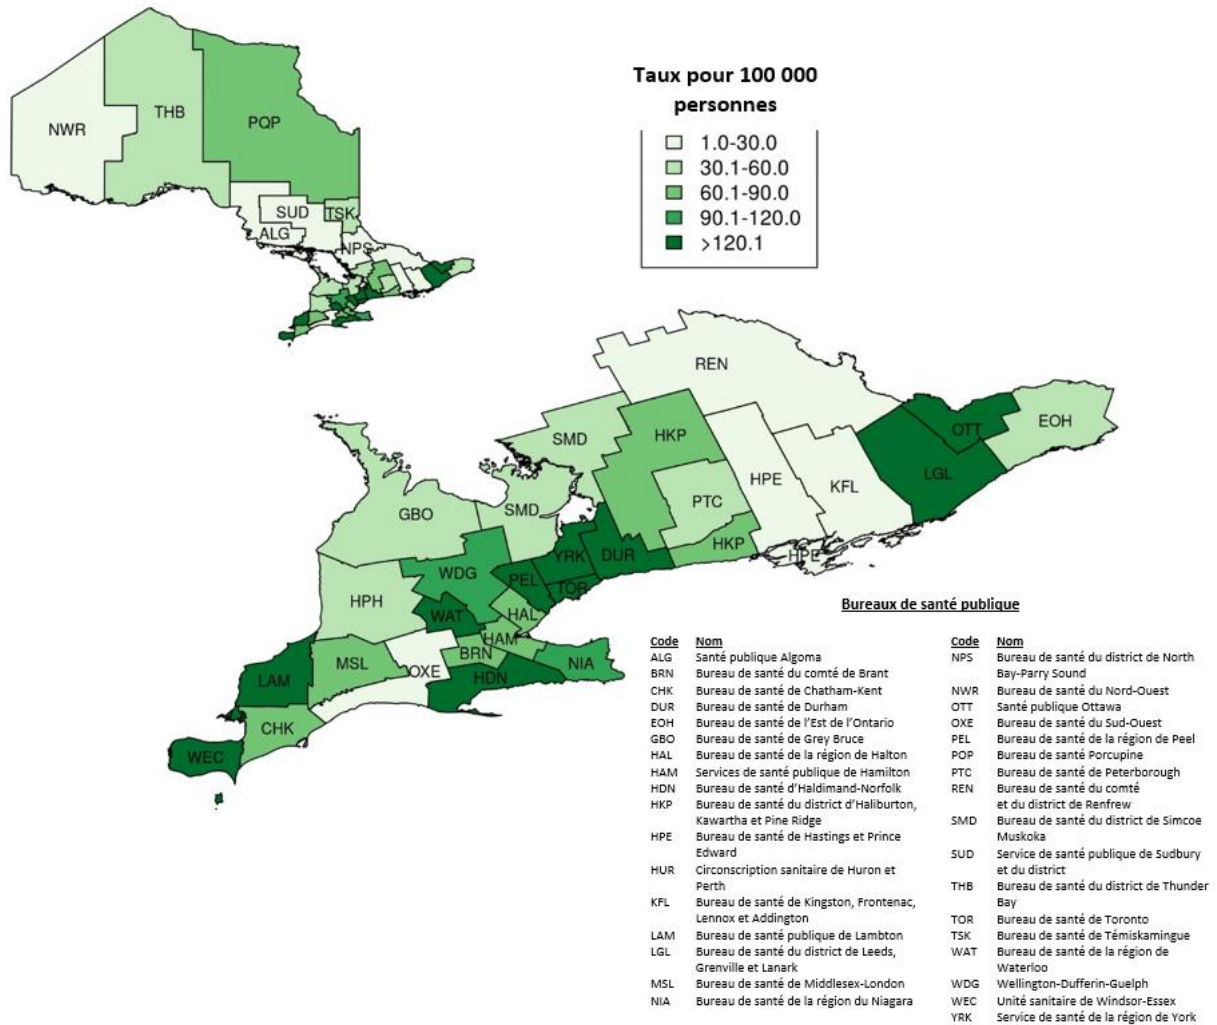 Taux pour 100 000
personnes
1.0-30.0
30.1-60.0
60.1-90.0
90.1-120.0
>120.1
NWR
THB
PQP
SUD
TSK
ALG
NPS
REN
SMD
HKP
OTT
EOH
HPE
LGL
KFL
PTC
GBO
SMD
YRK
DUR
HKP
HPE
WDG
PEL
TOR
HPH
WAT
HAL
HAM
BRN
MSL
OXE
NIA
LAM
HDN
CHK
WEC
Bureaux de santé publique
Code Nom
ALG Santé publique Algoma
BRN Bureau de santé du comté de Brant
CHK Bureau de santé de Chatham-Kent
DUR Bureau de santé de Durham
EOH Bureau de santé de l'Est de l'Ontario
GBO Bureau de santé de Grey Bruce
HAL Bureau de santé de la région de Halton
HAM Services de santé publique de Hamilton
HDN Bureau de santé d'Haldimand-Norfolk
HKP Bureau de santé du district d'Haliburton,
Kawartha et Pine Ridge
HPE Bureau de santé de Hastings et Prince
Edward
HUR Circonscription sanitaire de Huron et
Perth
KFL Bureau de santé de Kingston, Frontenac,
Lennox et Addington
LAM Bureau de santé publique de Lambton
LGL Bureau de santé du district de Leeds,
Grenville et Lanark
MSL Bureau de santé de Middlesex-London
NIA Bureau de santé de la région du Niagara
Code Nom
NPS Bureau de santé du district de North
Bay-Parry Sound
NWR Bureau de santé du Nord-Ouest
OTT Santé publique Ottawa
OXE Bureau de santé du Sud-Ouest
PEL Bureau de santé de la région de Peel
POP Bureau de santé Porcupine
PTC Bureau de santé de Peterborough
REN Bureau de santé du comté
et du district de Renfrew
SMD Bureau de santé du district de Simcoe
Muskoka
SUD Service de santé publique de Sudbury
et du district
THB Bureau de santé du district de Thunder
Bay
TOR Bureau de santé de Toronto
TSK Bureau de santé de Témiskamingue
WAT Bureau de santé de la région de
Waterloo
WDG Wellington-Dufferin-Guelph
WEC Unité sanitaire de Windsor-Essex
YRK Service de santé de la région de York